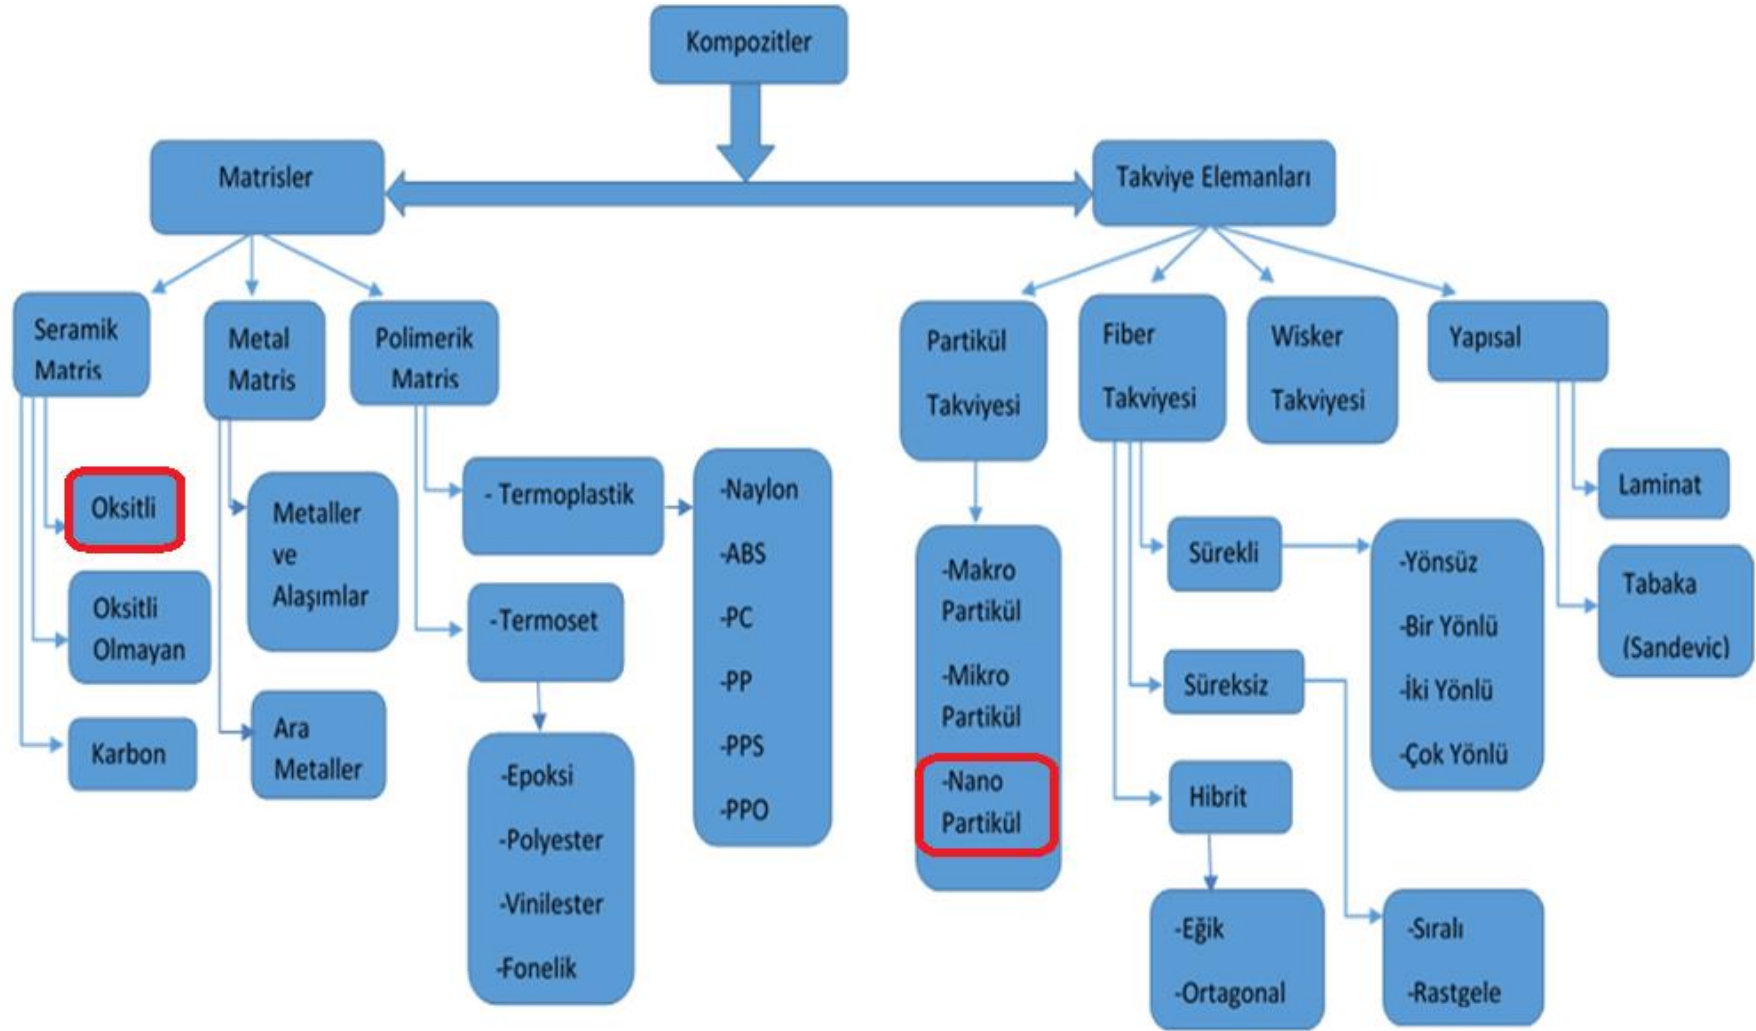 Kompozitler
Matrisler
Takviye Elemanları
Seramik
Matris
Metal
Matris
Polimerik
Matris
Partikül
Takviyesi
Fiber
Takviyesi
Wisker
Takviyesi
Yapısal
Oksitli
Oksitli
Olmayan
Karbon
Metaller
ve
Alaşımlar
Ara
Metaller
- Termoplastik
-Termoset
-Naylon
-ABS
-PC
-PP
-PPS
-PPO
-Epoksi
-Polyester
-Vinilester
-Fonelik
-Makro
Partikül
-Mikro
Partikül
-Nano
Partikül
Sürekli
Süreksiz
Hibrit
-Yönsüz
-Bir Yönlü
-İki Yönlü
-Çok Yönlü
-Eğik
-Ortagonal
-Sıralı
-Rastgele
Laminat
Tabaka
(Sandevic)